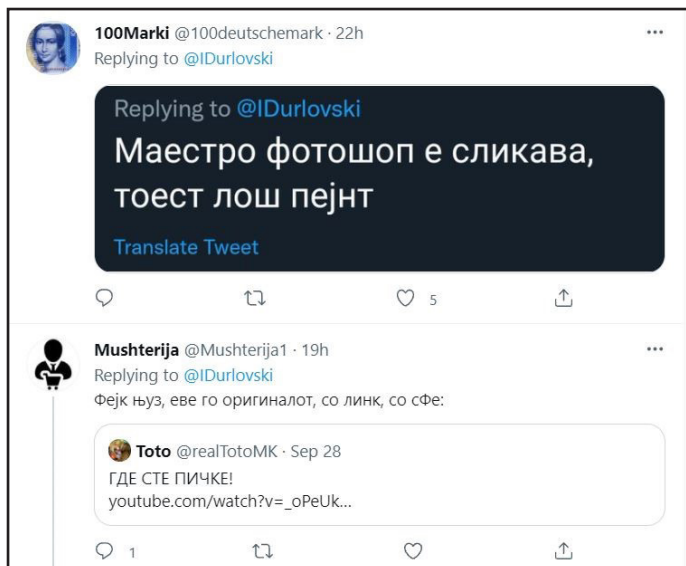 100Marki @100deutschemark · 22h
Replying to @IDurlovski
Replying to @IDurlovski
Маестро фотошоп е сликава,
тоест лош пејнт
Translate Tweet
5
Mushterija @Mushterija1 · 19h
Replying to @IDurlovski
Фејк њуз, еве го оригиналот, со линк, со сФе:
Toto @realTotoMK · Sep 28
ГДЕ СТЕ ПИЧКЕ!
youtube.com/watch?v=_oPeUk...
1